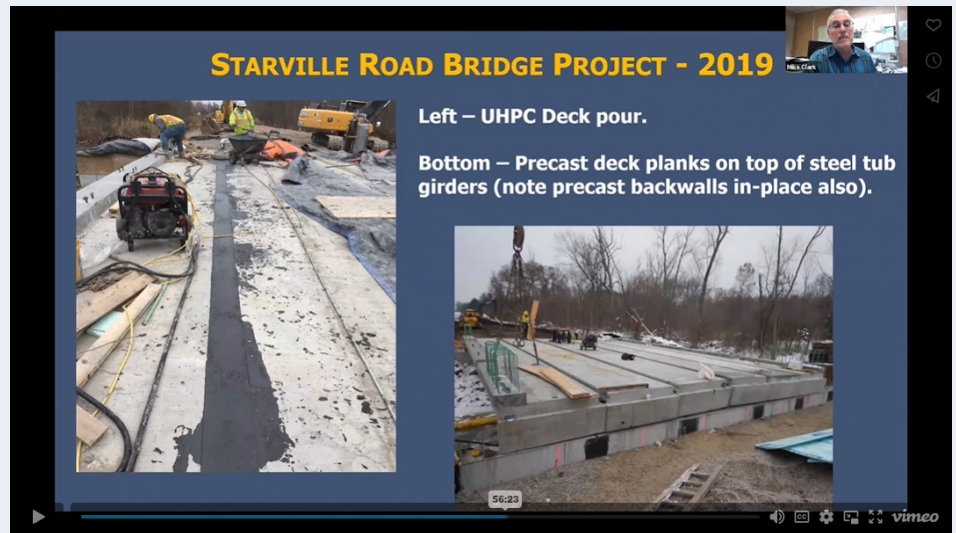 STARVILLE ROAD BRIDGE PROJECT - 2019
Mike Clark
Left – UHPC Deck pour.
Bottom – Precast deck planks on top of steel tub
girders (note precast backwalls in-place also).
56:23
CC
vimeo